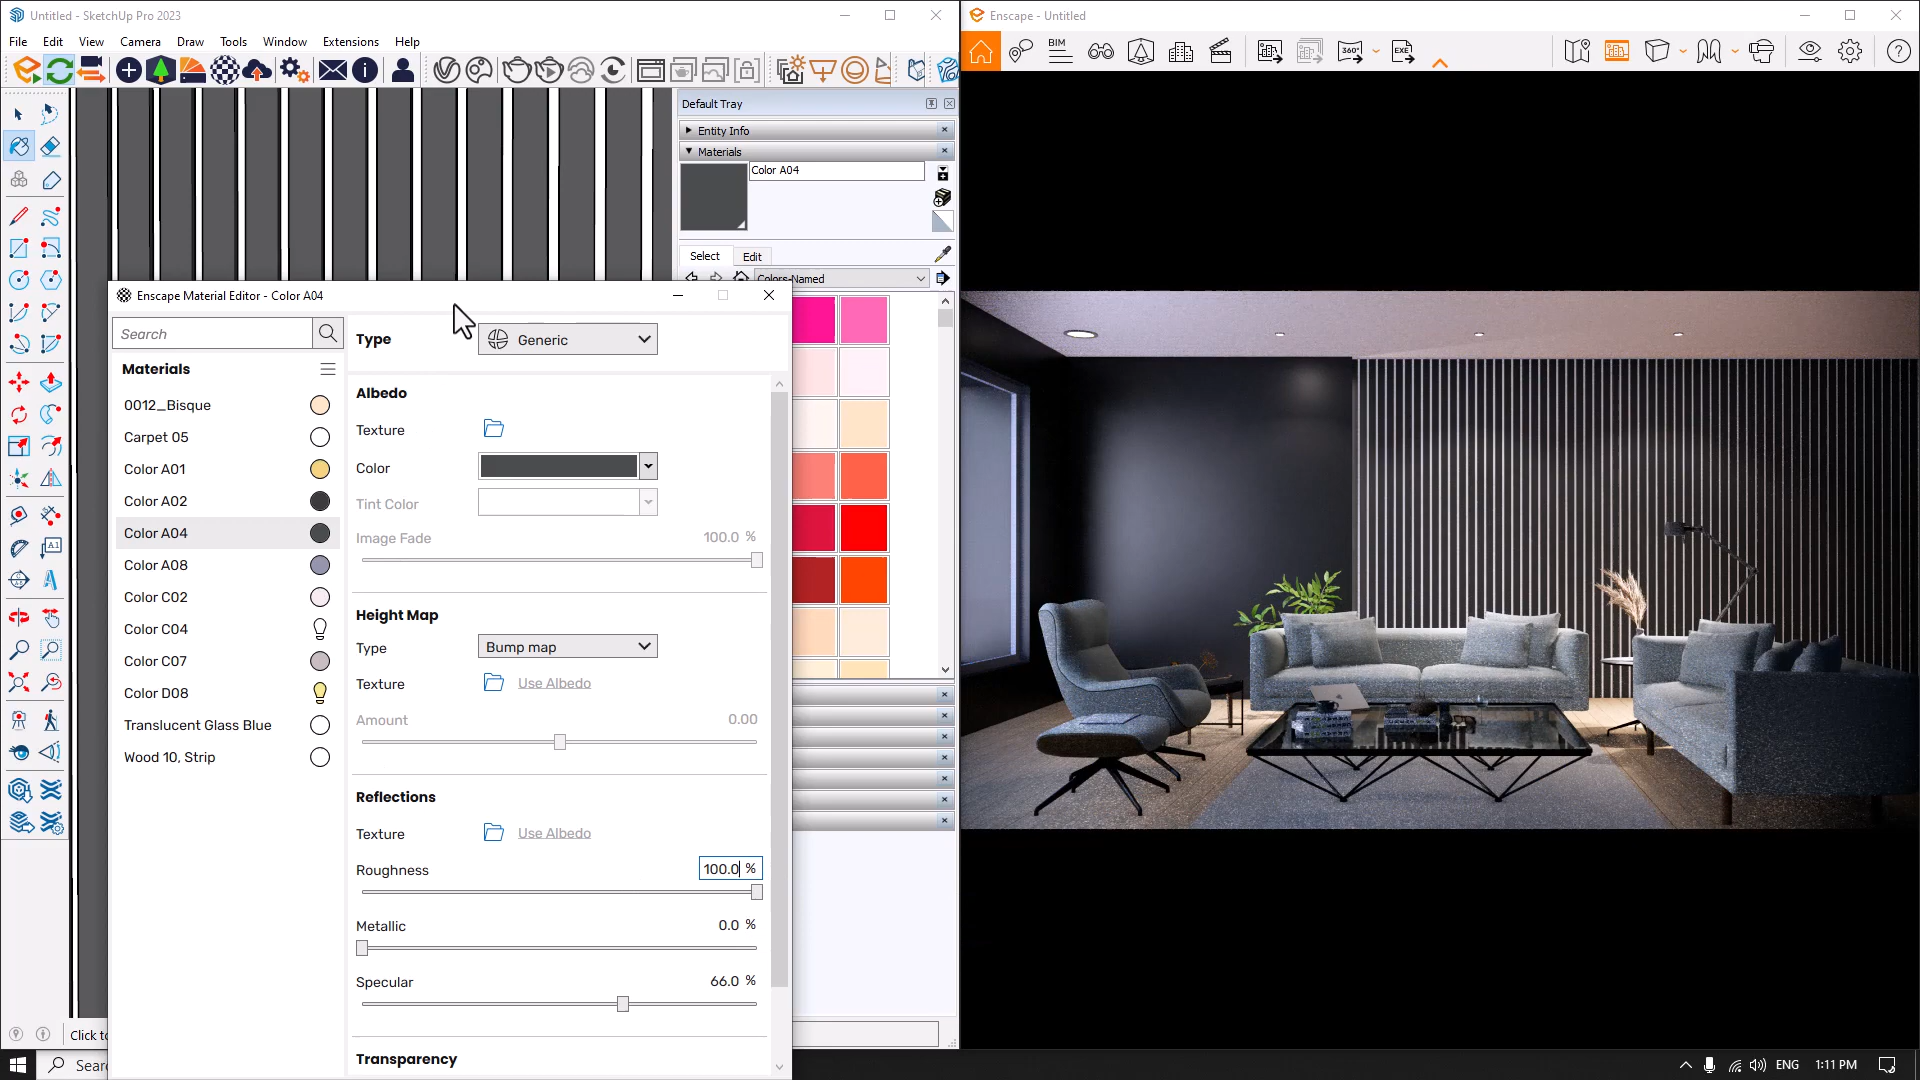 Untitled - SketchUp Pro 2023
File Edit View Camera Draw Tools Window Extensions Help
Default Tray
Entity Info
Materials
Color A04
Select Edit
Colors-Named
Enscape Material Editor - Color A04
Search
Materials
0012_Bisque
Carpet 05
Color A01
Color A02
Color A04
Color A08
Color C02
Color C04
Color C07
Color D08
Translucent Glass Blue
Wood 10, Strip
Type Generic
Albedo
Texture
Color
Tint Color
Image Fade 100.0 %
Height Map
Type Bump map
Texture Use Albedo
Amount 0.00
Reflections
Texture Use Albedo
Roughness 100.0 %
Metallic 0.0 %
Specular 66.0 %
Transparency
Click to
Enscape - Untitled
BIM
360°
EXE
ENG 1:11 PM